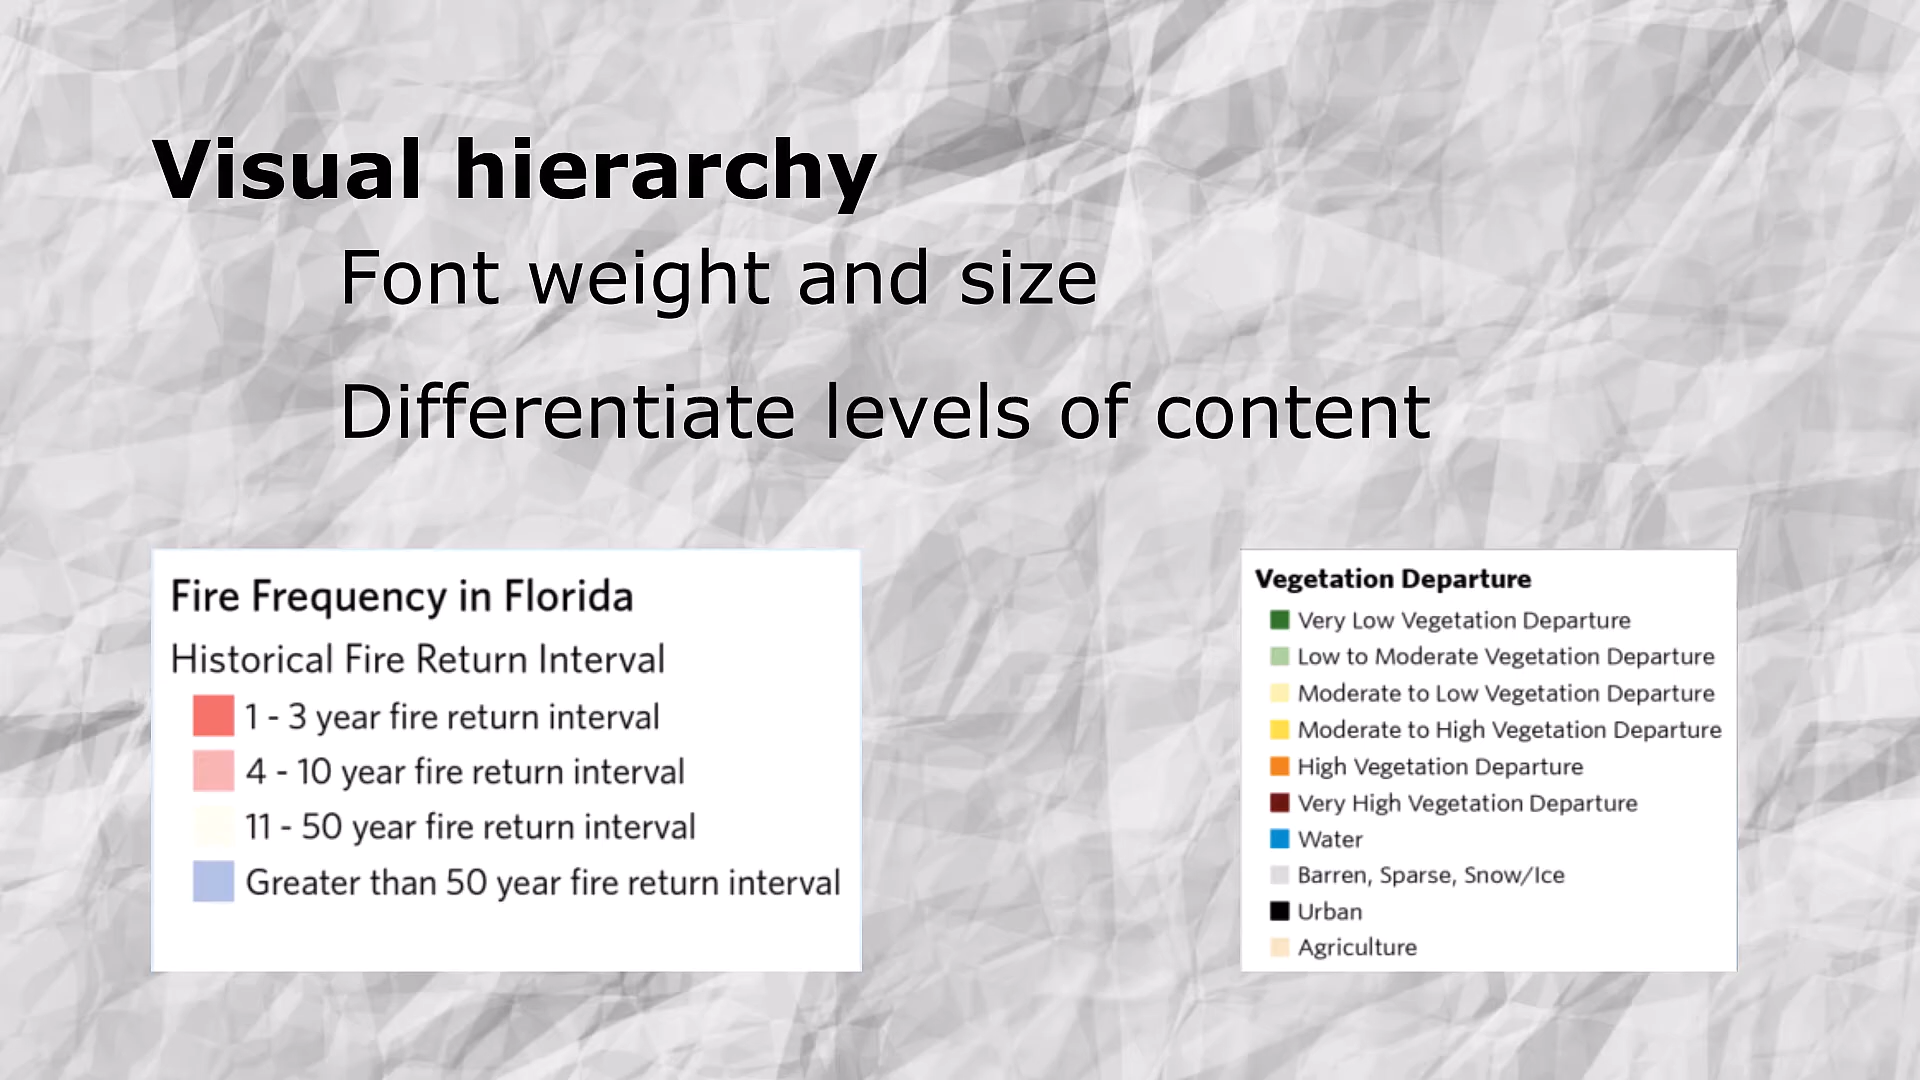 Visual hierarchy
Font weight and size
Differentiate levels of content
Fire Frequency in Florida
Historical Fire Return Interval
1 - 3 year fire return interval
4 - 10 year fire return interval
11 - 50 year fire return interval
Greater than 50 year fire return interval
Vegetation Departure
Very Low Vegetation Departure
Low to Moderate Vegetation Departure
Moderate to Low Vegetation Departure
Moderate to High Vegetation Departure
High Vegetation Departure
Very High Vegetation Departure
Water
Barren, Sparse, Snow/Ice
Urban
Agriculture